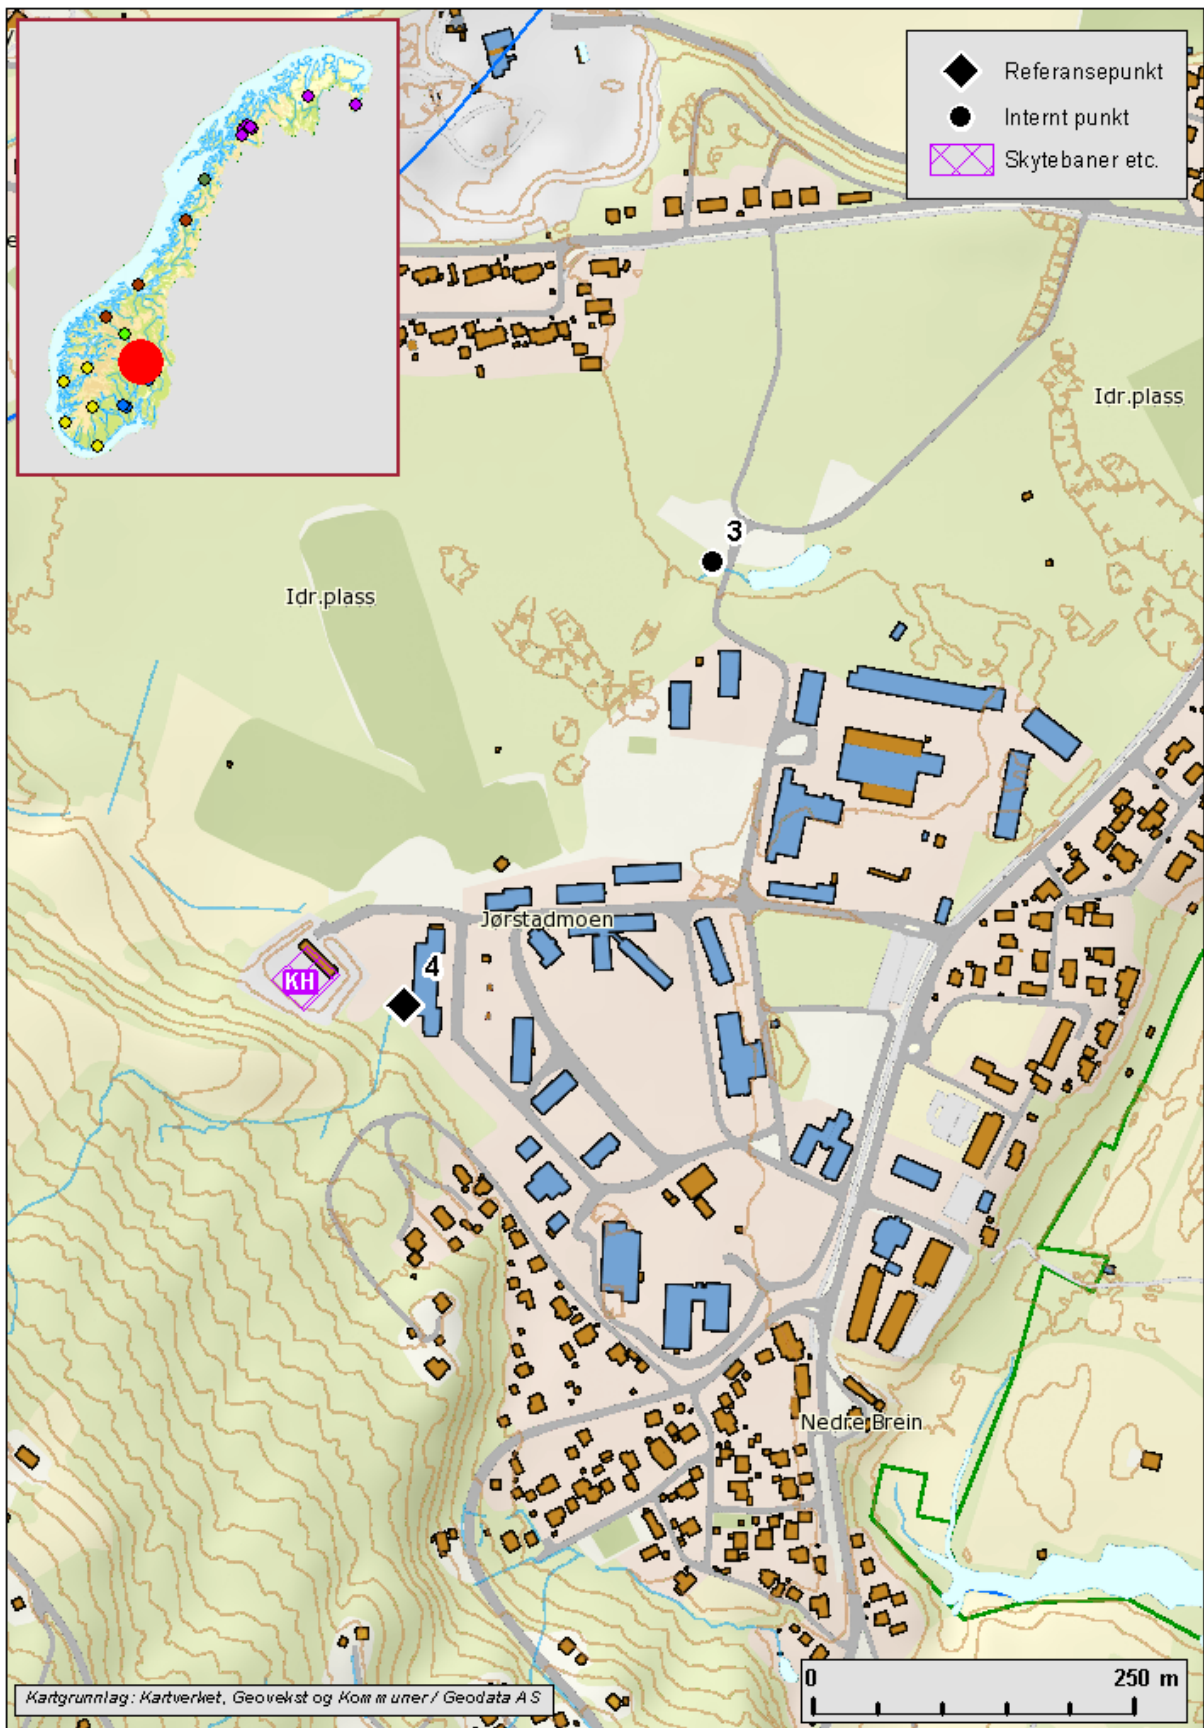 Referansepunkt
Internt punkt
Skytebaner etc.
Idr.plass
3
Idr.plass
Jørstadmoen
4
KH
Nedre Brein
0 250 m
Kartgrunnlag: Kartverket, Geovekst og Kommuner / Geodata AS